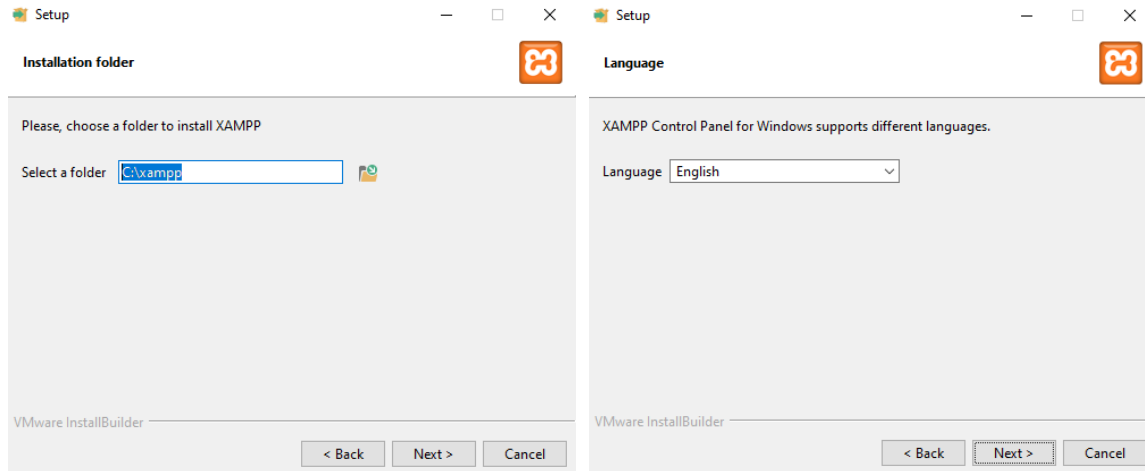 Setup
Installation folder
Please, choose a folder to install XAMPP
Select a folder C:\xampp
VMware InstallBuilder
< Back Next > Cancel
Setup
Language
XAMPP Control Panel for Windows supports different languages.
Language English
VMware InstallBuilder
< Back Next > Cancel